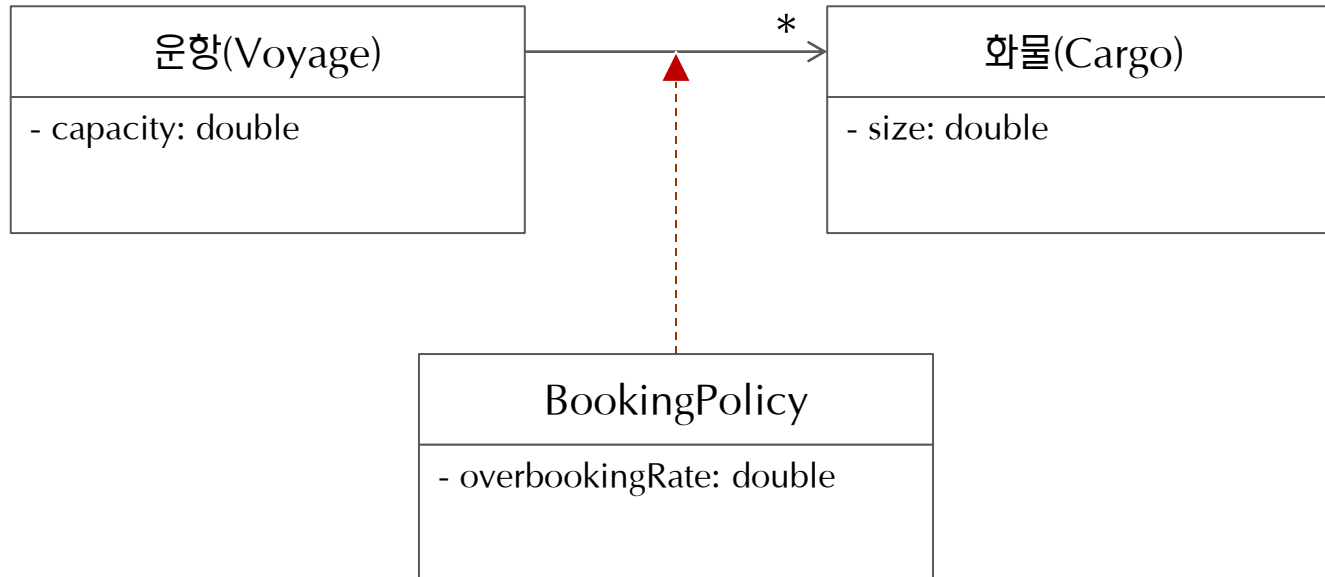 운항(Voyage)
- capacity: double
*
화물(Cargo)
- size: double
BookingPolicy
- overbookingRate: double